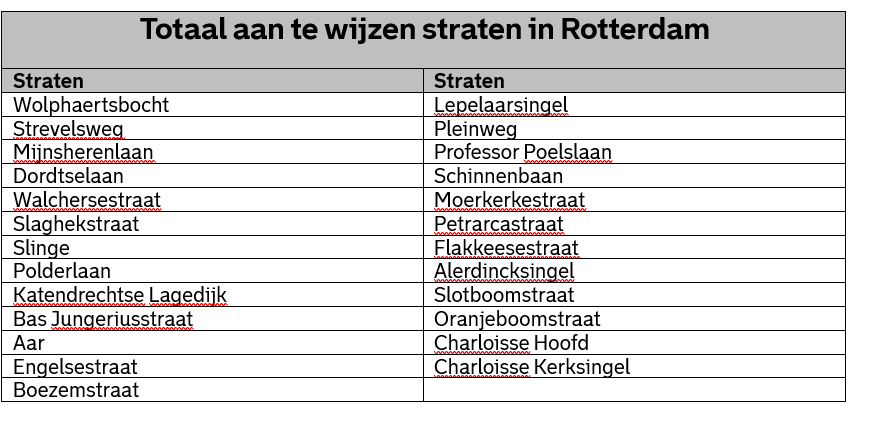 Totaal aan te wijzen straten in Rotterdam
Straten Straten
Wolphaertsbocht Lepelaarsingel
Strevelsweg Pleinweg
Mijnsherenlaan Professor Poelslaan
Dordtselaan Schinnenbaan
Walchersestraat Moerkerkestraat
Slaghekstraat Petrarcastraat
Slinge Flakkeesestraat
Polderlaan Alerdincksingel
Katendrechtse Lagedijk Slotboomstraat
Bas Jungeriusstraat Oranjeboomstraat
Aar Charloisse Hoofd
Engelsestraat Charloisse Kerksingel
Boezemstraat